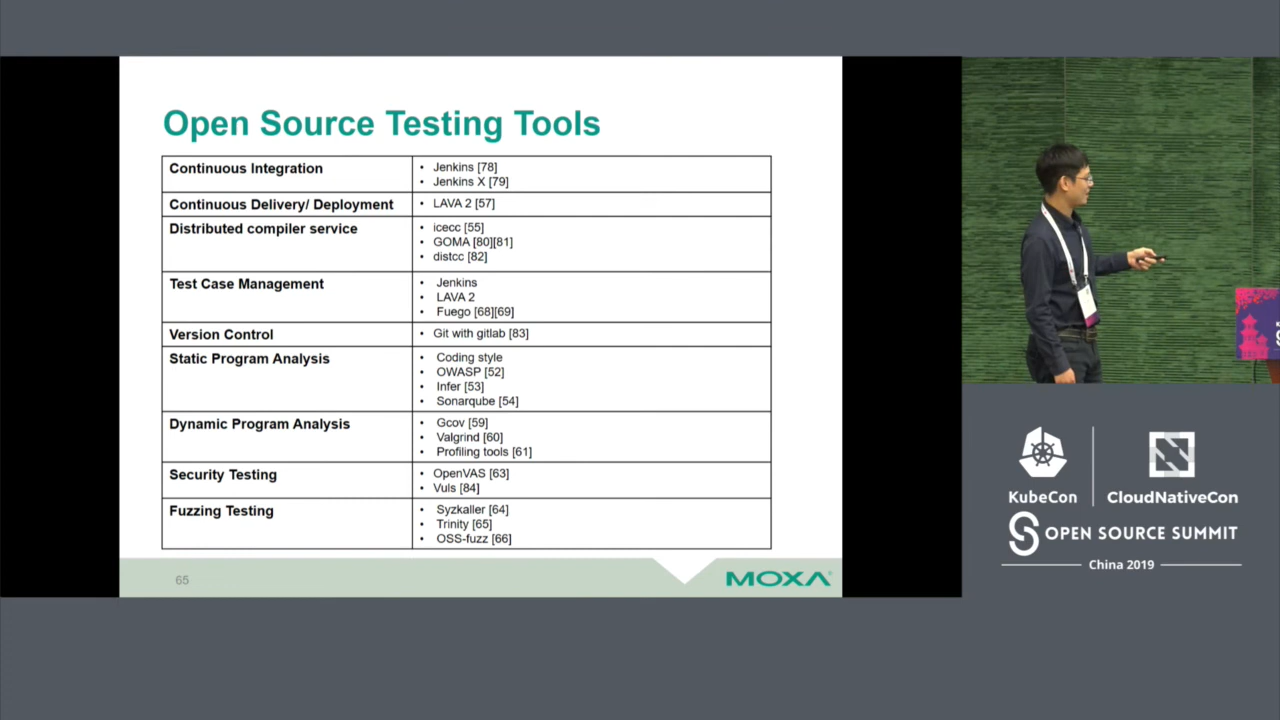 Open Source Testing Tools
Continuous Integration
• Jenkins [78]
• Jenkins X [79]
Continuous Delivery/ Deployment
• LAVA 2 [57]
Distributed compiler service
• icecc [55]
• GOMA [80][81]
• distcc [82]
Test Case Management
• Jenkins
• LAVA 2
• Fuego [68][69]
Version Control
• Git with gitlab [83]
Static Program Analysis
• Coding style
• OWASP [52]
• Infer [53]
• Sonarqube [54]
Dynamic Program Analysis
• Gcov [59]
• Valgrind [60]
• Profiling tools [61]
Security Testing
• OpenVAS [63]
• Vuls [84]
Fuzzing Testing
• Syzkaller [64]
• Trinity [65]
• OSS-fuzz [66]
65
MOXA®
KubeCon
CloudNativeCon
OPEN SOURCE SUMMIT
China 2019